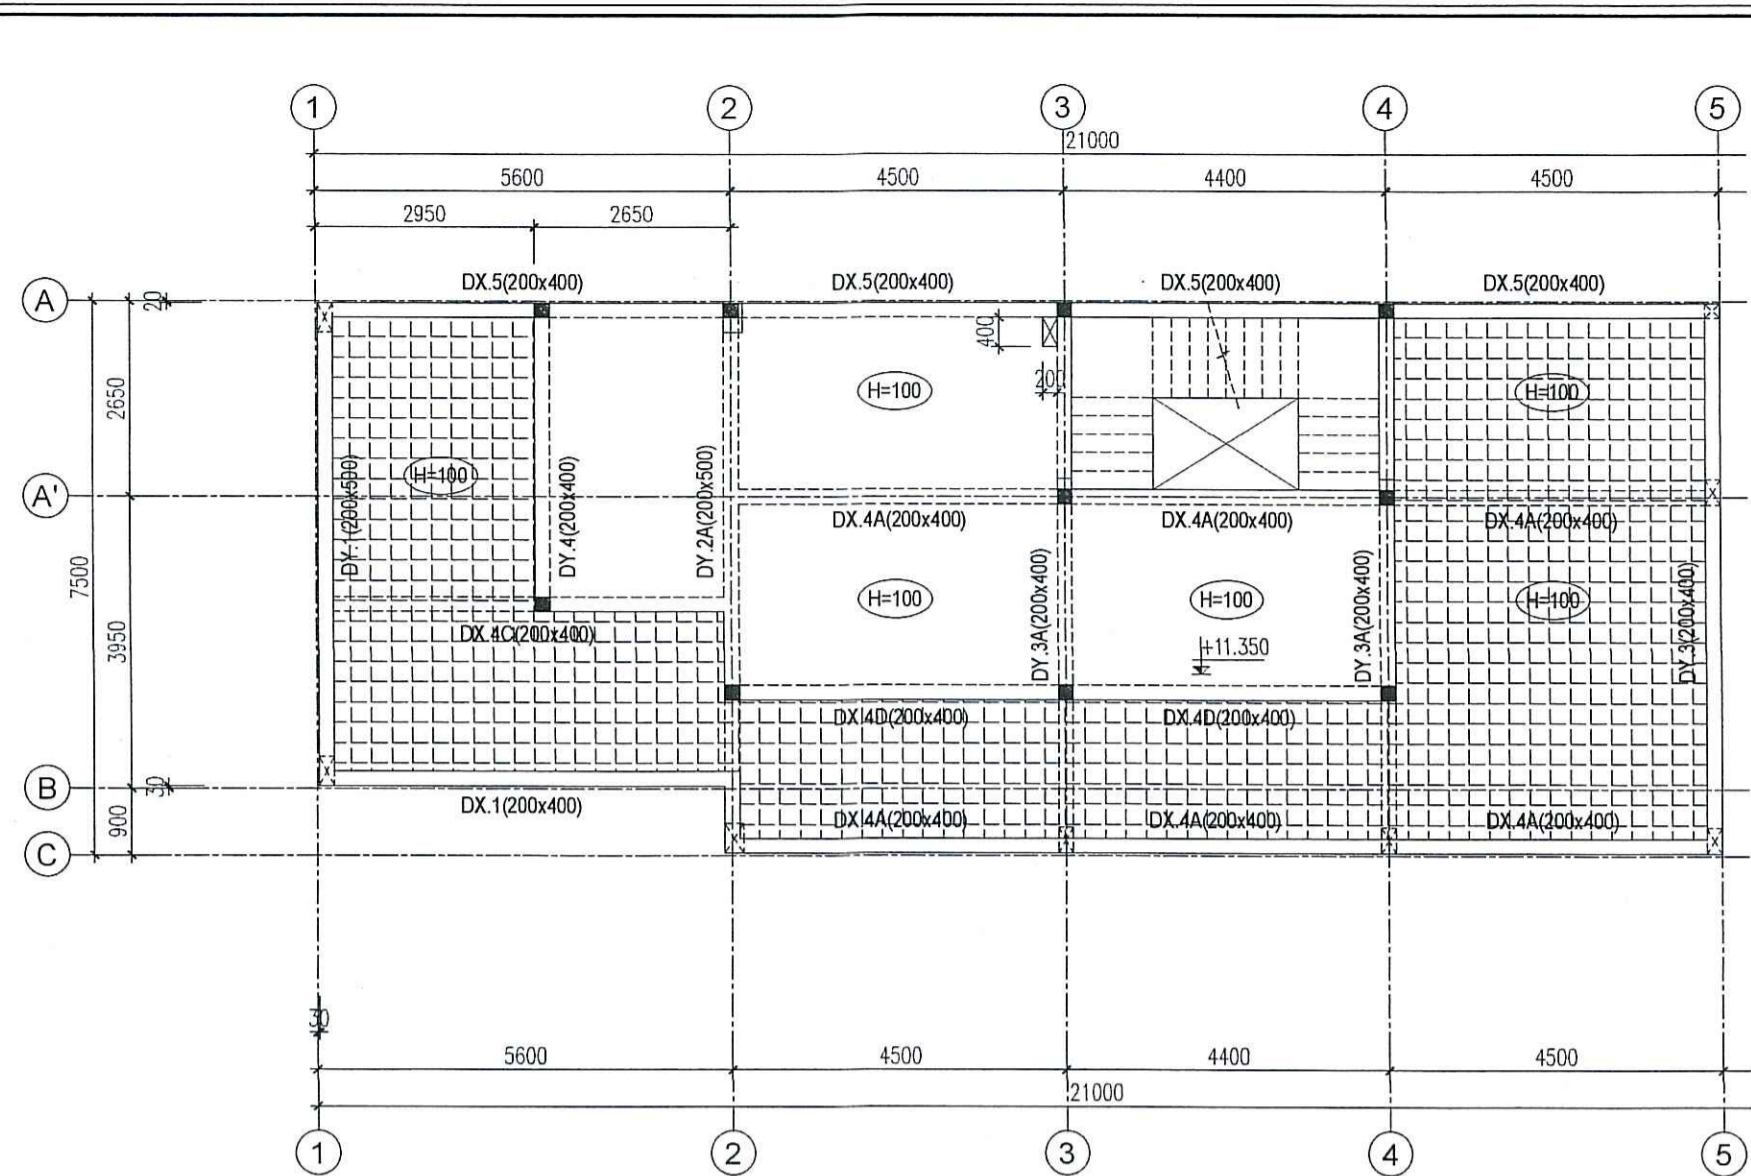 1 2 3 4 5
21000
5600 4500 4400 4500
2950 2650
DX.5(200x400) DX.5(200x400) DX.5(200x400) DX.5(200x400)
A
20
400
2650
200
H=100 H=100
H=100
A'
DY.1(200x500)
DY.4(200x400)
DY.2A(200x500)
DX.4A(200x400) DX.4A(200x400) DX.4A(200x400)
7500
DY.3A(200x400)
DY.3A(200x400)
DY.3(200x400)
H=100 H=100 H=100
3950
DX.4C(200x400)
+11.350
DX.4D(200x400) DX.4D(200x400)
B
30
DX.1(200x400)
900
DX.4A(200x400) DX.4A(200x400) DX.4A(200x400)
C
30
5600 4500 4400 4500
21000
1 2 3 4 5